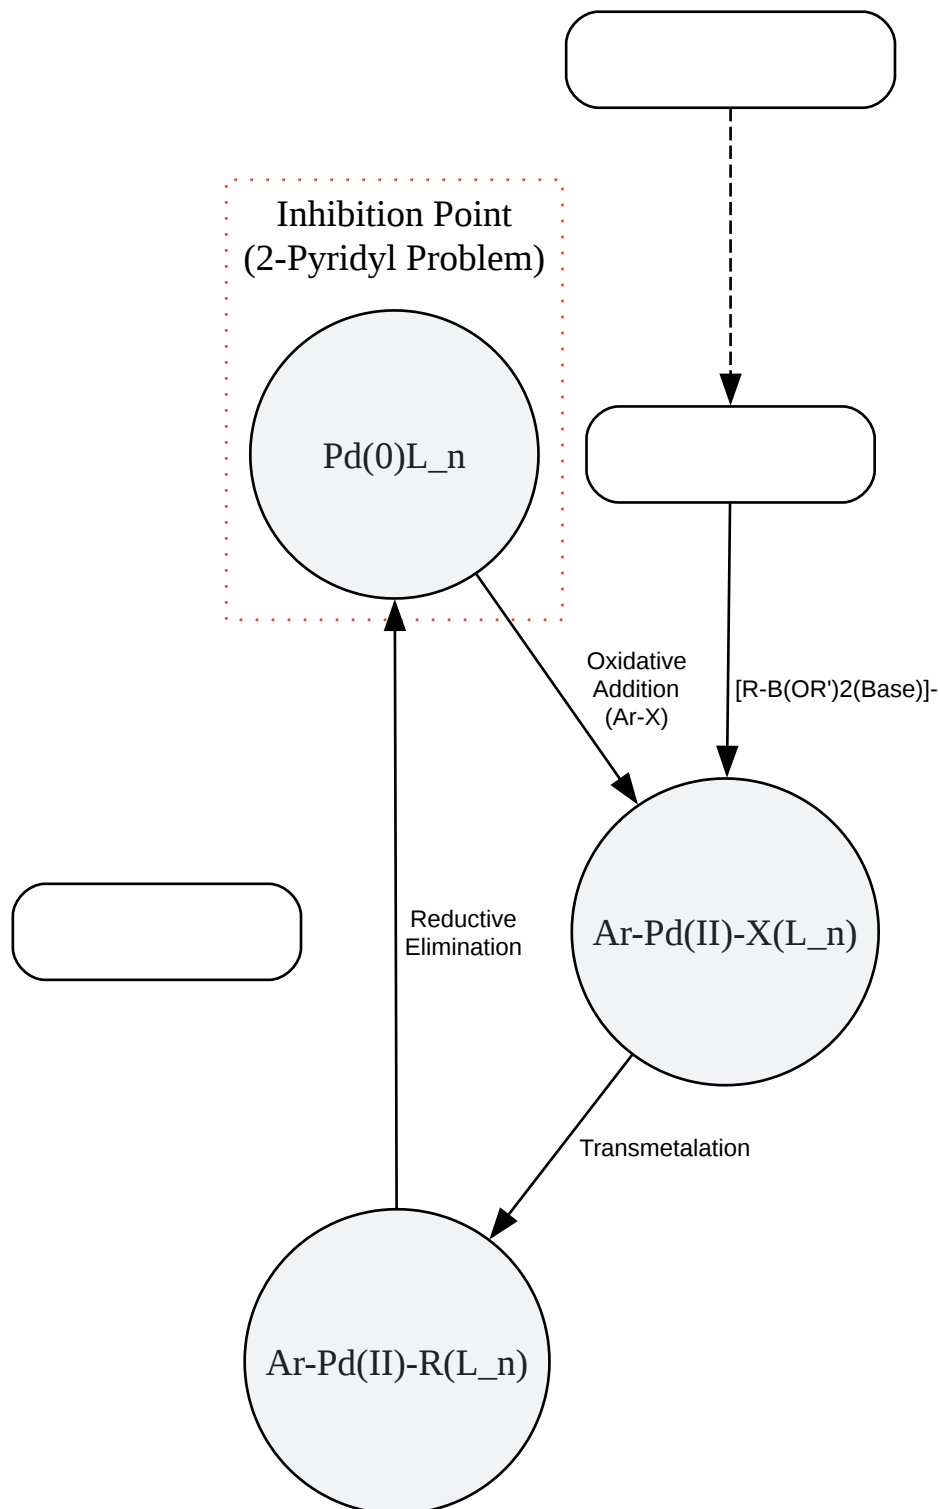 Inhibition Point
(2-Pyridyl Problem)
Pd(0)L_n
Oxidative
Addition
(Ar-X)
[R-B(OR')2(Base)]-
Reductive
Elimination
Ar-Pd(II)-X(L_n)
Transmetalation
Ar-Pd(II)-R(L_n)